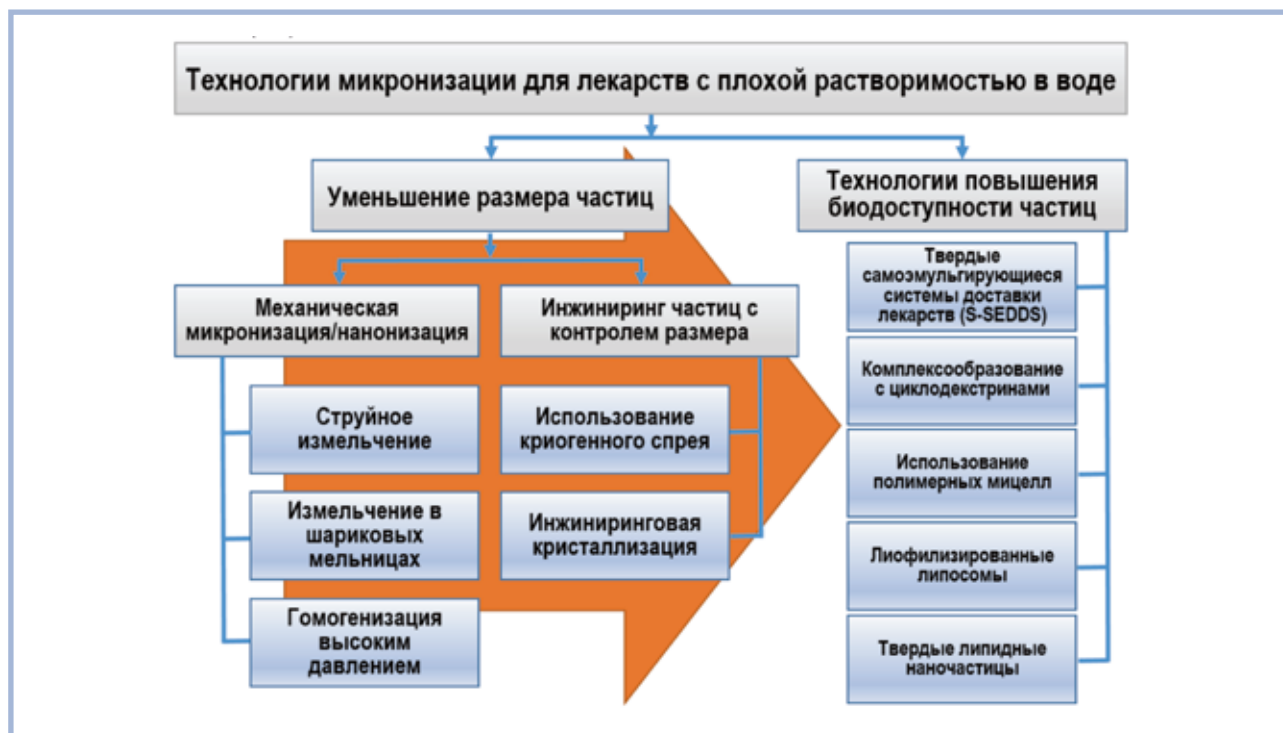 Технологии микронизации для лекарств с плохой растворимостью в воде
Уменьшение размера частиц
Технологии повышения
биодоступности частиц
Механическая
микронизация/нанонизация
Инжиниринг частиц с
контролем размера
Струйное
измельчение
Измельчение в
шариковых
мельницах
Гомогенизация
высоким
давлением
Использование
криогенного спрея
Инжиниринговая
кристаллизация
Твердые
самоэмульгирующиеся
системы доставки
лекарств (S-SEDDS)
Комплексообразование
с циклодекстринами
Использование
полимерных мицелл
Лиофилизированные
липосомы
Твердые липидные
наночастицы